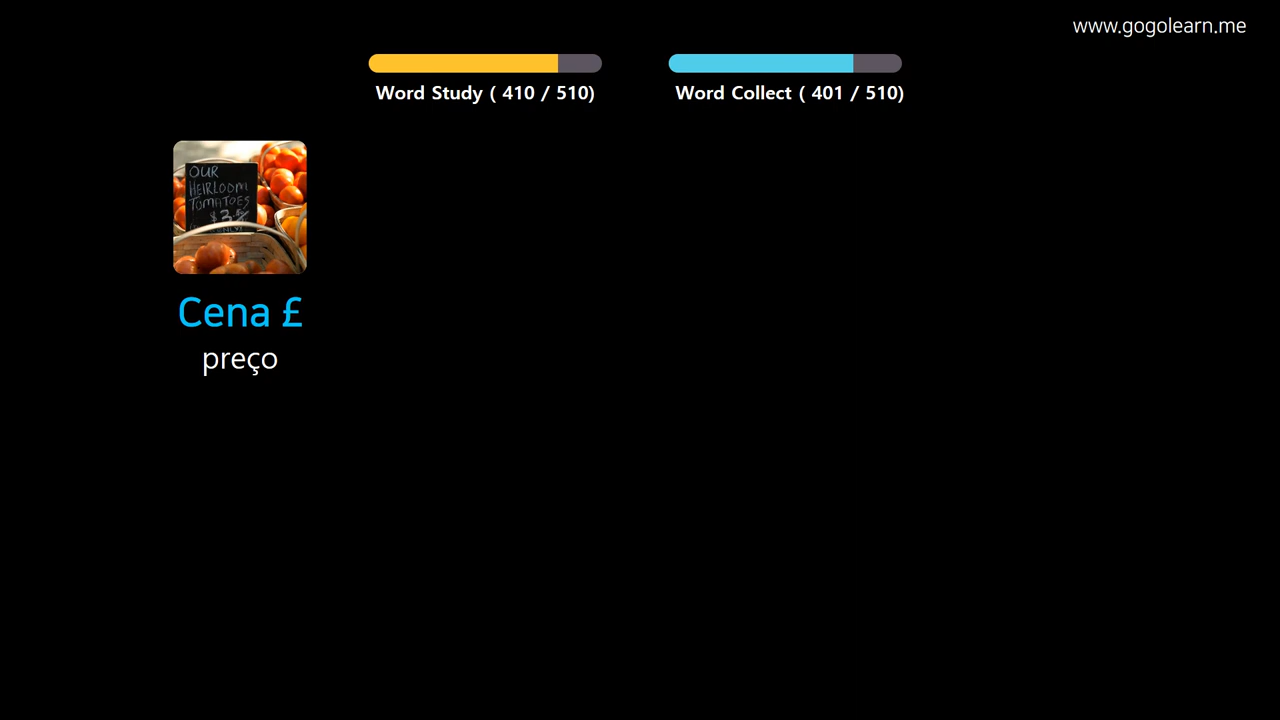 www.gogolearn.me
Word Study ( 410 / 510)
Word Collect ( 401 / 510)
OUR
HEIRLOOM
TOMATOES
Cena £
preço